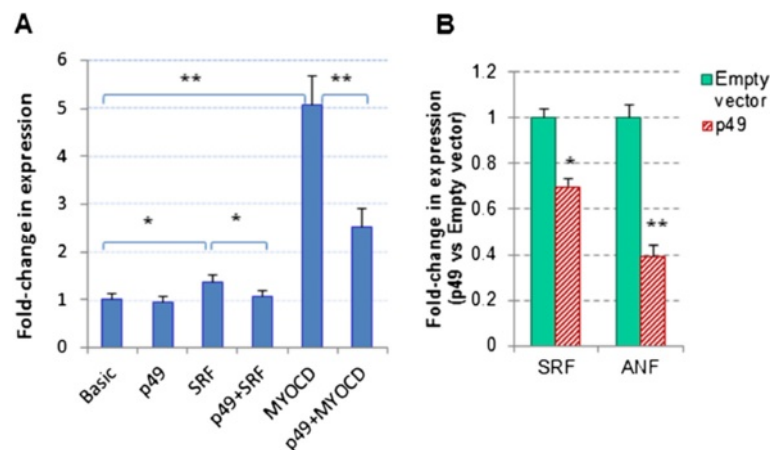 A
Fold-change in expression
6
5
4
3
2
1
0
**
**
*
*
Basic
p49
SRF
p49+SRF
MYOCD
p49+MYOCD
B
Fold-change in expression
(p49 vs Empty vector)
1.2
1
0.8
0.6
0.4
0.2
0
*
**
SRF
ANF
Empty
vector
p49